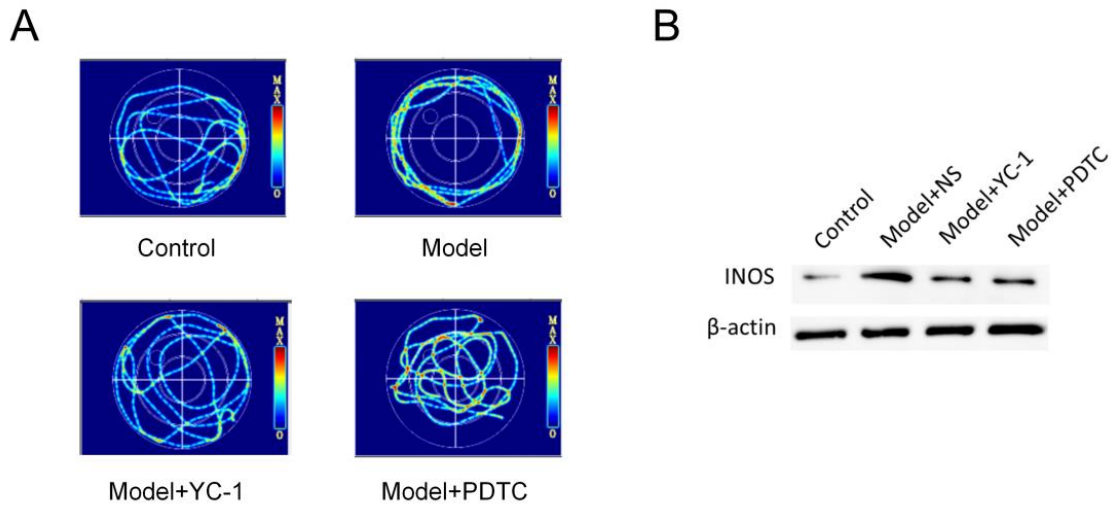 A
B
MAX
0
MAX
0
Control
Model
MAX
0
MAX
0
Model+YC-1
Model+PDTC
Control
Model+NS
Model+YC-1
Model+PDTC
INOS
β-actin